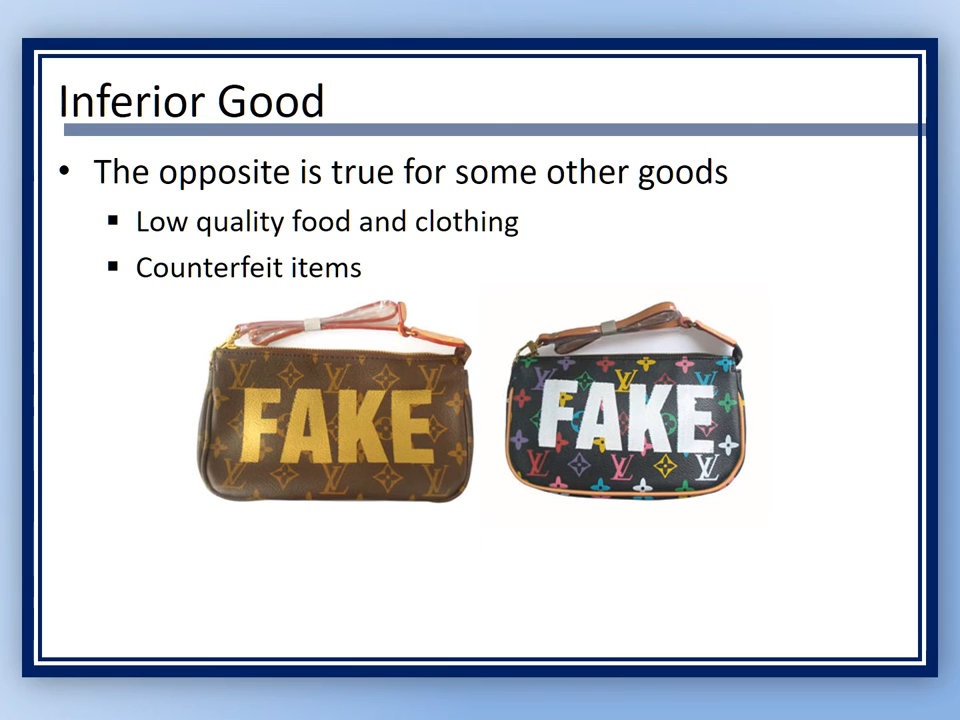 Inferior Good
• The opposite is true for some other goods
▪ Low quality food and clothing
▪ Counterfeit items
FAKE
FAKE